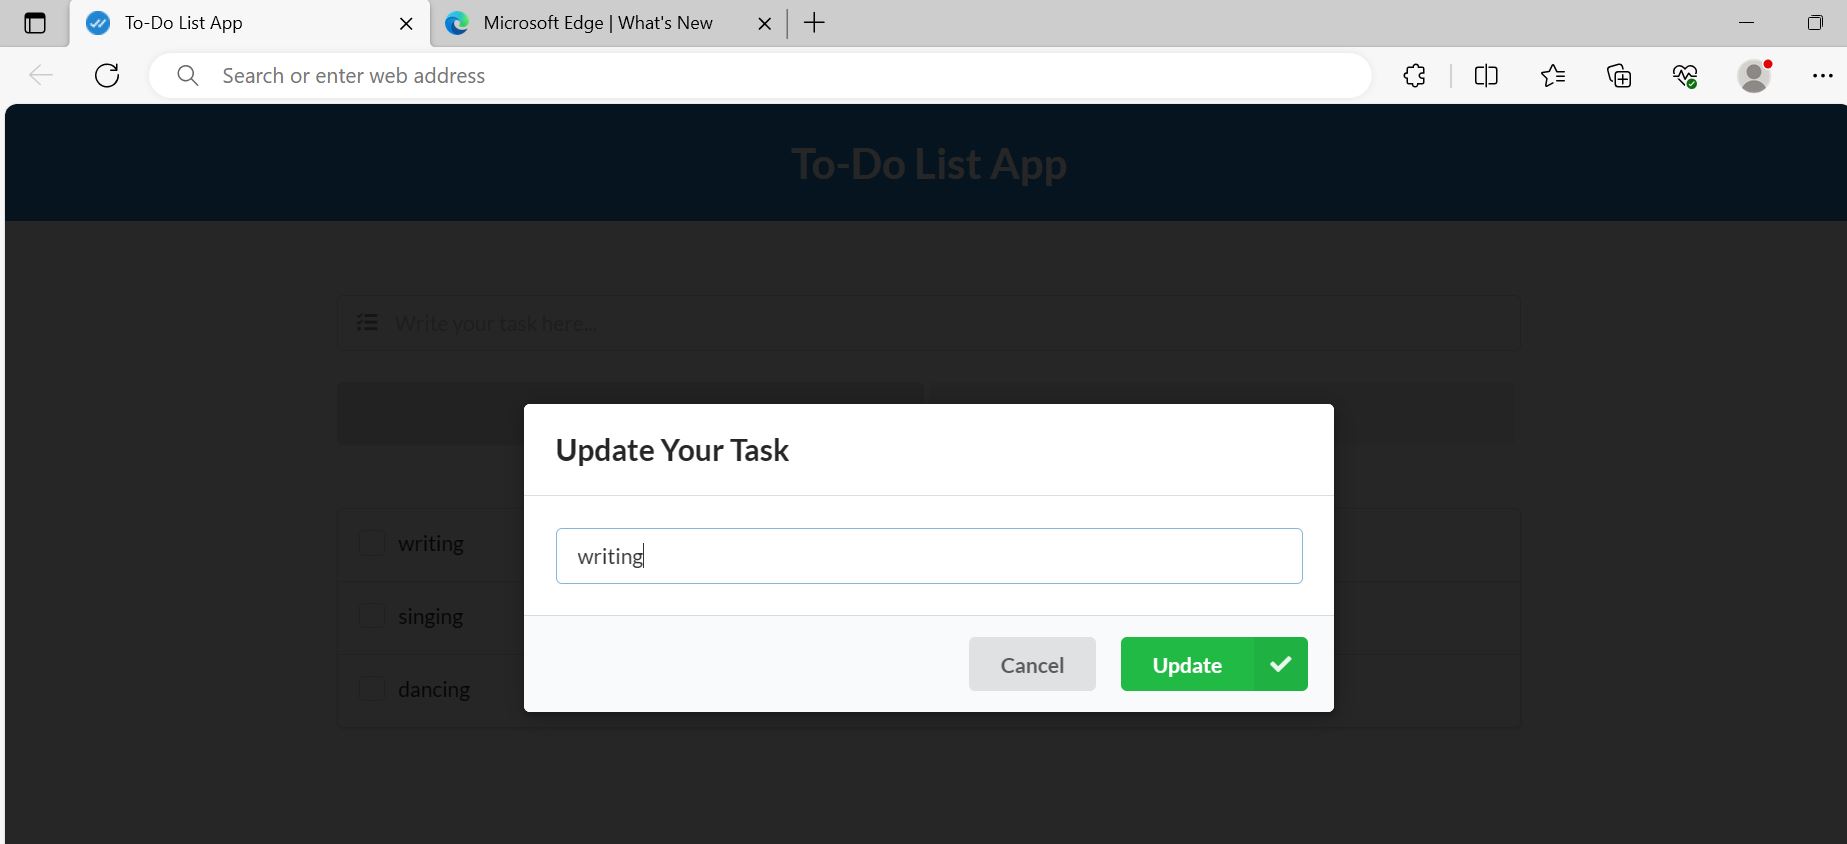 To-Do List App
Microsoft Edge | What's New
Search or enter web address
To-Do List App
Write your task here...
Update Your Task
writing
writing
singing
dancing
Cancel
Update